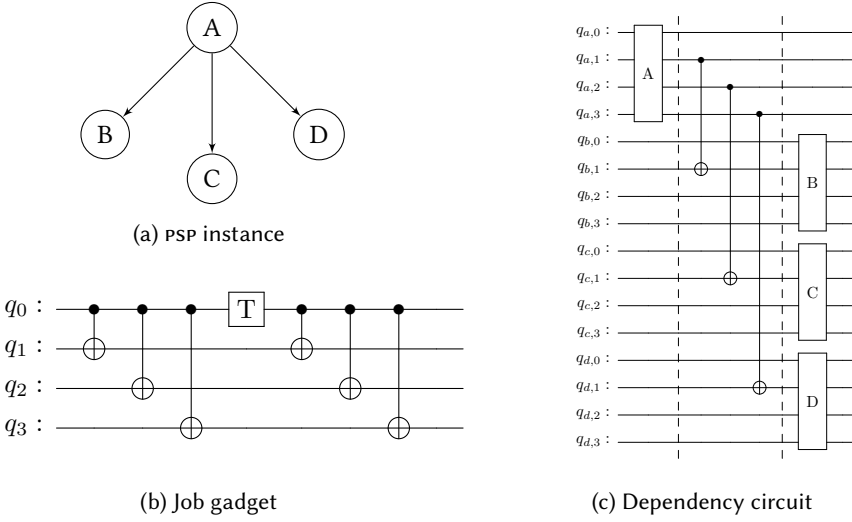 A
B
D
C
(a) PSP instance
q0 :
T
q1 :
q2 :
q3 :
(b) Job gadget
qa,0 :
qa,1 :
A
qa,2 :
qa,3 :
qb,0 :
qb,1 :
B
qb,2 :
qb,3 :
qc,0 :
qc,1 :
C
qc,2 :
qc,3 :
qd,0 :
qd,1 :
D
qd,2 :
qd,3 :
(c) Dependency circuit